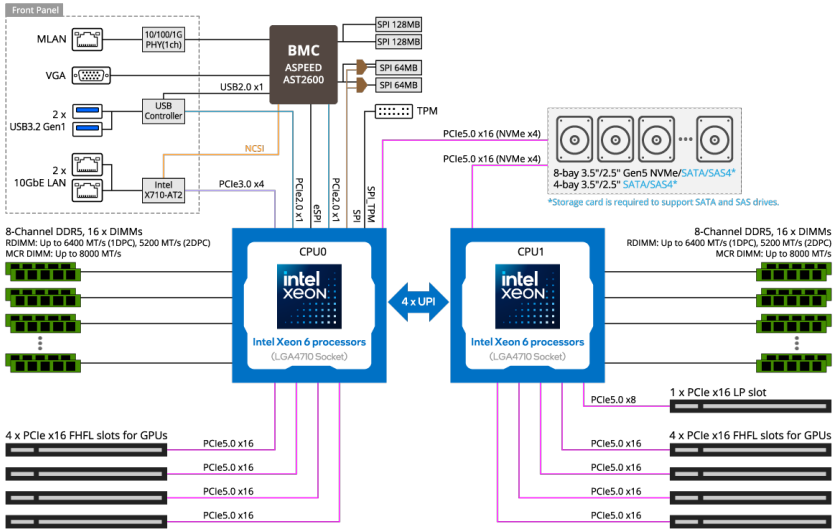 Front Panel
MLAN
10/100/1G
PHY(1ch)
BMC
ASPEED
AST2600
SPI 128MB
SPI 128MB
SPI 64MB
SPI 64MB
VGA
USB2.0 x1
2 x
USB3.2 Gen1
USB
Controller
TPM
NCSI
2 x
10GbE LAN
Intel
X710-AT2
PCIe3.0 x4
PCIe2.0 x1
eSPI
PCIe2.0 x1
SPI
SPI_TPM
PCIe5.0 x16 (NVMe x4)
PCIe5.0 x16 (NVMe x4)
8-bay 3.5"/2.5" Gen5 NVMe/SATA/SAS4*
4-bay 3.5"/2.5" SATA/SAS4*
*Storage card is required to support SATA and SAS drives.
8-Channel DDR5, 16 x DIMMs
RDIMM: Up to 6400 MT/s (1DPC), 5200 MT/s (2DPC)
MCR DIMM: Up to 8000 MT/s
CPU0
intel
XEON
Intel Xeon 6 processors
(LGA4710 Socket)
4 x UPI
CPU1
intel
XEON
Intel Xeon 6 processors
(LGA4710 Socket)
8-Channel DDR5, 16 x DIMMs
RDIMM: Up to 6400 MT/s (1DPC), 5200 MT/s (2DPC)
MCR DIMM: Up to 8000 MT/s
PCIe5.0 x8
1 x PCIe x16 LP slot
4 x PCIe x16 FHFL slots for GPUs
PCIe5.0 x16
PCIe5.0 x16
PCIe5.0 x16
PCIe5.0 x16
4 x PCIe x16 FHFL slots for GPUs
PCIe5.0 x16
PCIe5.0 x16
PCIe5.0 x16
PCIe5.0 x16